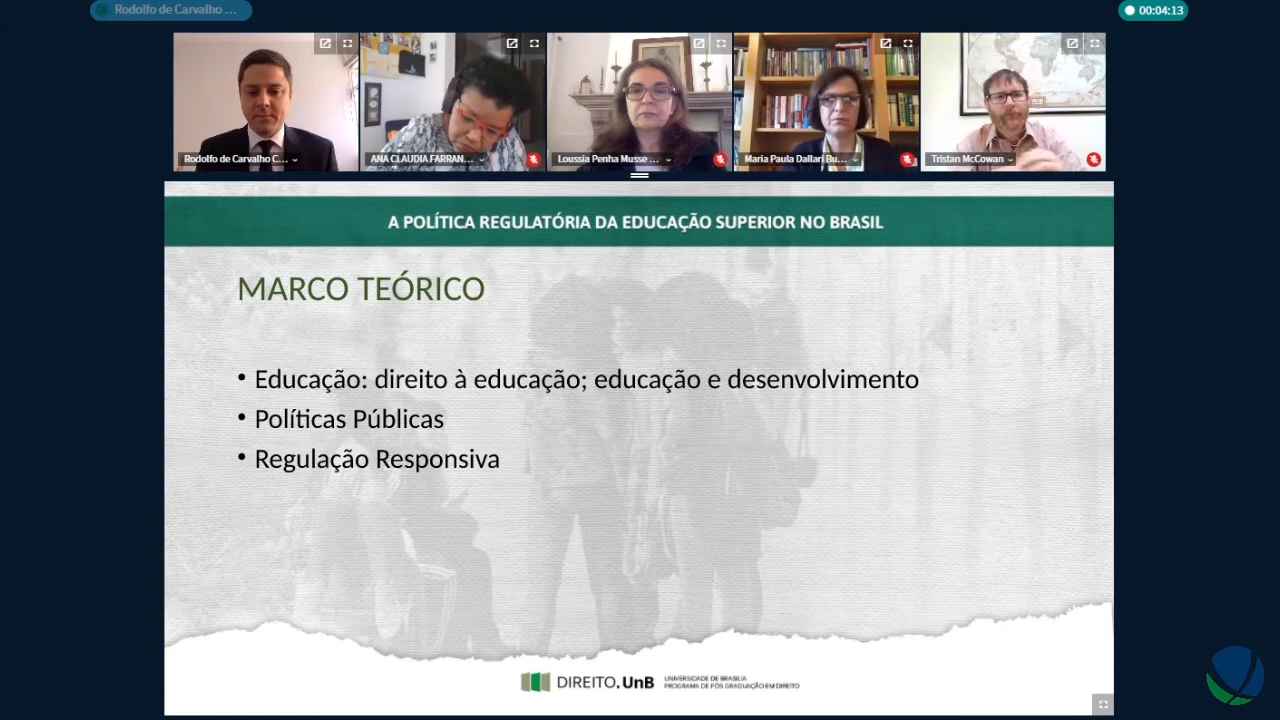 Rodolfo de Carvalho ...
00:04:13
Rodolfo de Carvalho C...
ANA CLAUDIA FARRAN...
Loussia Penha Musse ...
Maria Paula Dallari Bu...
Tristan McCowan
A POLÍTICA REGULATÓRIA DA EDUCAÇÃO SUPERIOR NO BRASIL
MARCO TEÓRICO
• Educação: direito à educação; educação e desenvolvimento
• Políticas Públicas
• Regulação Responsiva
DIREITO.UnB
UNIVERSIDADE DE BRASILIA
PROGRAMA DE PÓS GRADUAÇÃO EM DIREITO